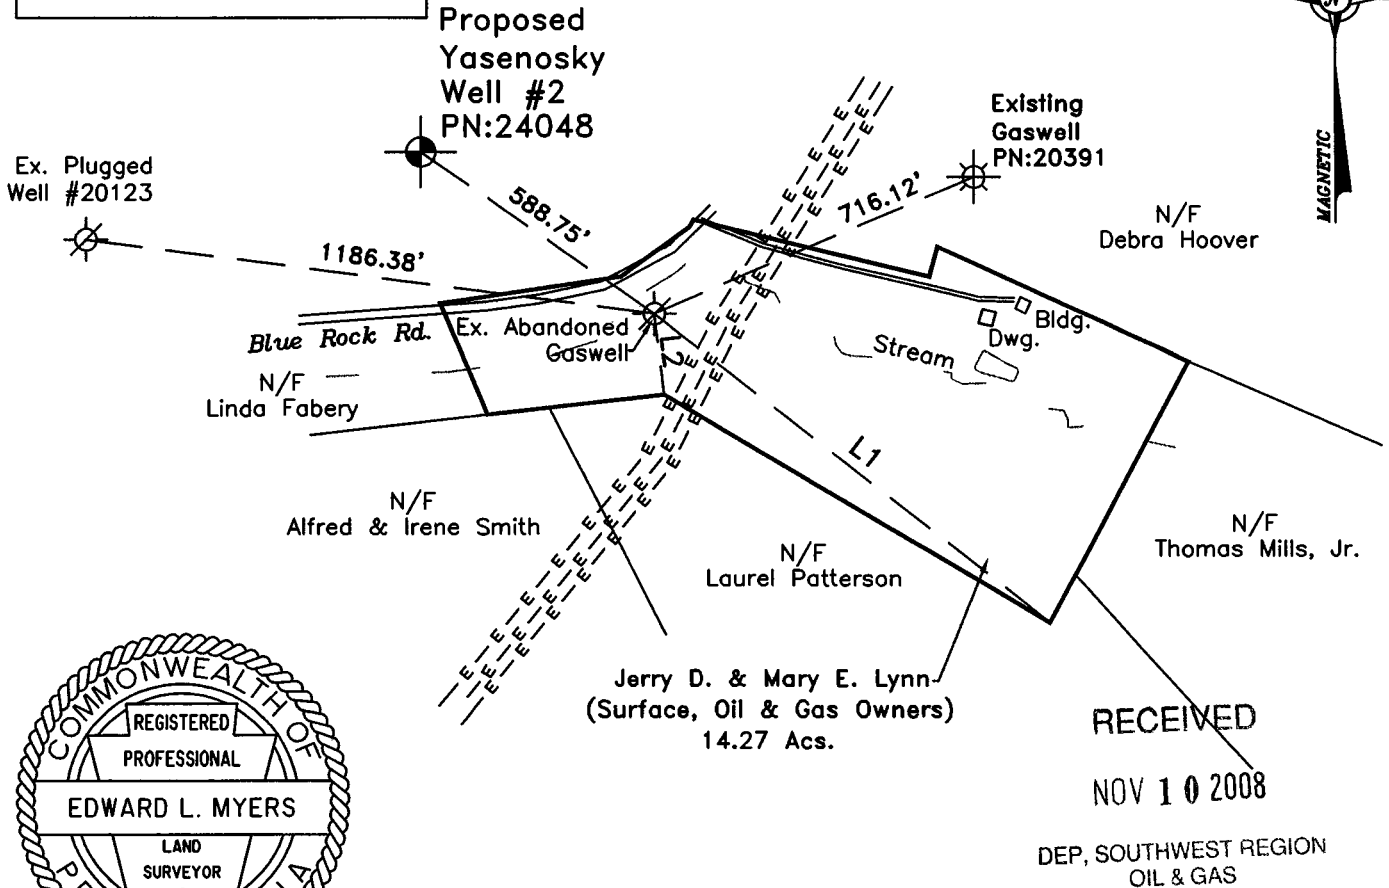 Proposed
Yasenosky
Well #2
PN:24048
Existing
Gaswell
PN:20391
MAGNETIC
N
Ex. Plugged
Well #20123
588.75'
716.12'
1186.38'
N/F
Debra Hoover
Blue Rock Rd.
Ex. Abandoned
Gaswell
L2
Bldg.
Dwg.
Stream
N/F
Linda Fabery
L1
N/F
Alfred & Irene Smith
N/F
Laurel Patterson
N/F
Thomas Mills, Jr.
E E E E E E E E E E E E E E E E E E E E E E E E E E E E E E E E E E E E E E E
Jerry D. & Mary E. Lynn
(Surface, Oil & Gas Owners)
14.27 Acs.
COMMONWEALTH OF
REGISTERED
PROFESSIONAL
EDWARD L. MYERS
LAND
SURVEYOR
RECEIVED
NOV 10 2008
DEP, SOUTHWEST REGION
OIL & GAS